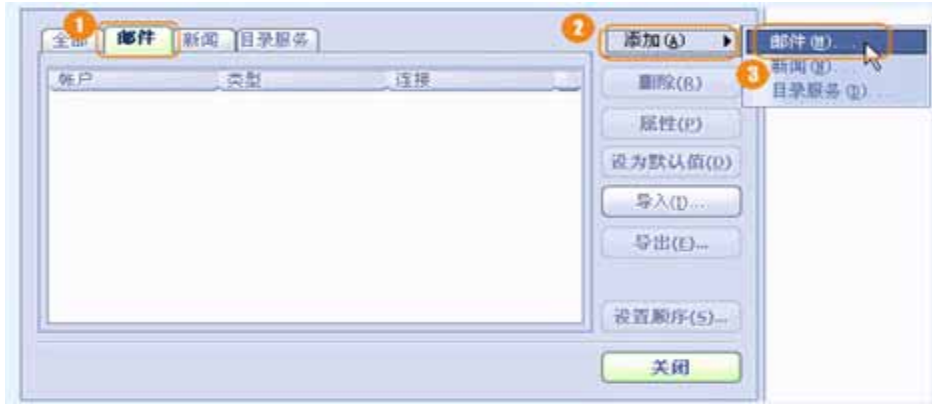 1 2 3
全部 邮件 新闻 目录服务
添加(A)
邮件(M)...
新闻(N)...
目录服务(D)...
帐户 类型 连接
删除(R)
属性(P)
设为默认值(D)
导入(I)...
导出(E)...
设置顺序(S)...
关闭